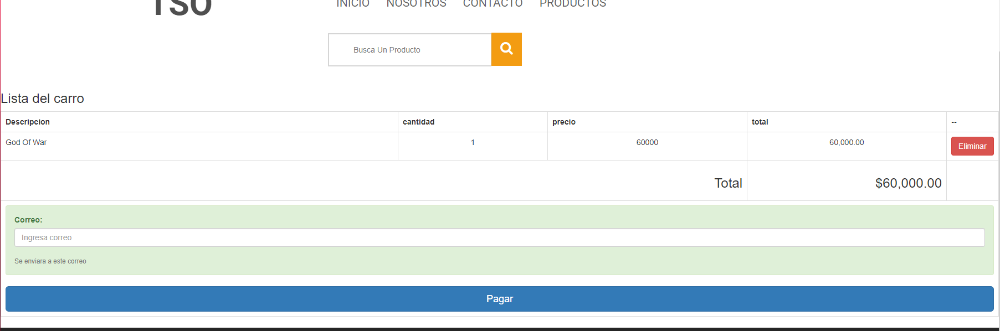 TSO
INICIO NOSOTROS CONTACTO PRODUCTOS
Busca Un Producto
Lista del carro
Descripcion cantidad precio total --
God Of War 1 60000 60,000.00 Eliminar
Total $60,000.00
Correo:
Ingresa correo
Se enviara a este correo
Pagar